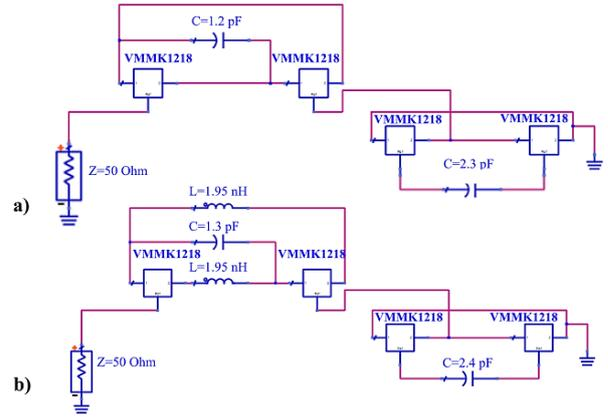 C=1.2 pF
VMMK1218
VMMK1218
VMMK1218
VMMK1218
C=2.3 pF
Z=50 Ohm
a)
L=1.95 nH
C=1.3 pF
VMMK1218
VMMK1218
L=1.95 nH
VMMK1218
VMMK1218
C=2.4 pF
Z=50 Ohm
b)